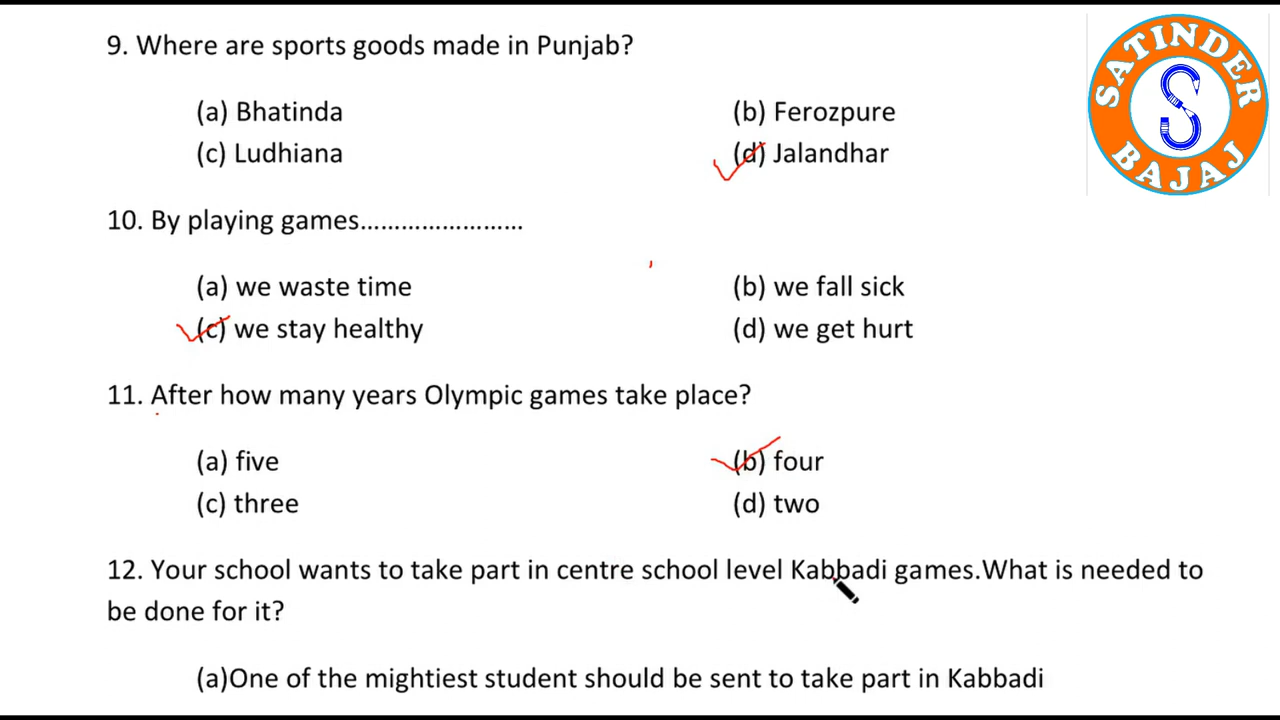 9. Where are sports goods made in Punjab?
(a) Bhatinda (b) Ferozpure
(c) Ludhiana (d) Jalandhar
10. By playing games........................
(a) we waste time (b) we fall sick
(c) we stay healthy (d) we get hurt
11. After how many years Olympic games take place?
(a) five (b) four
(c) three (d) two
12. Your school wants to take part in centre school level Kabbadi games.What is needed to
be done for it?
(a)One of the mightiest student should be sent to take part in Kabbadi
SATINDER
S
BAJAJ